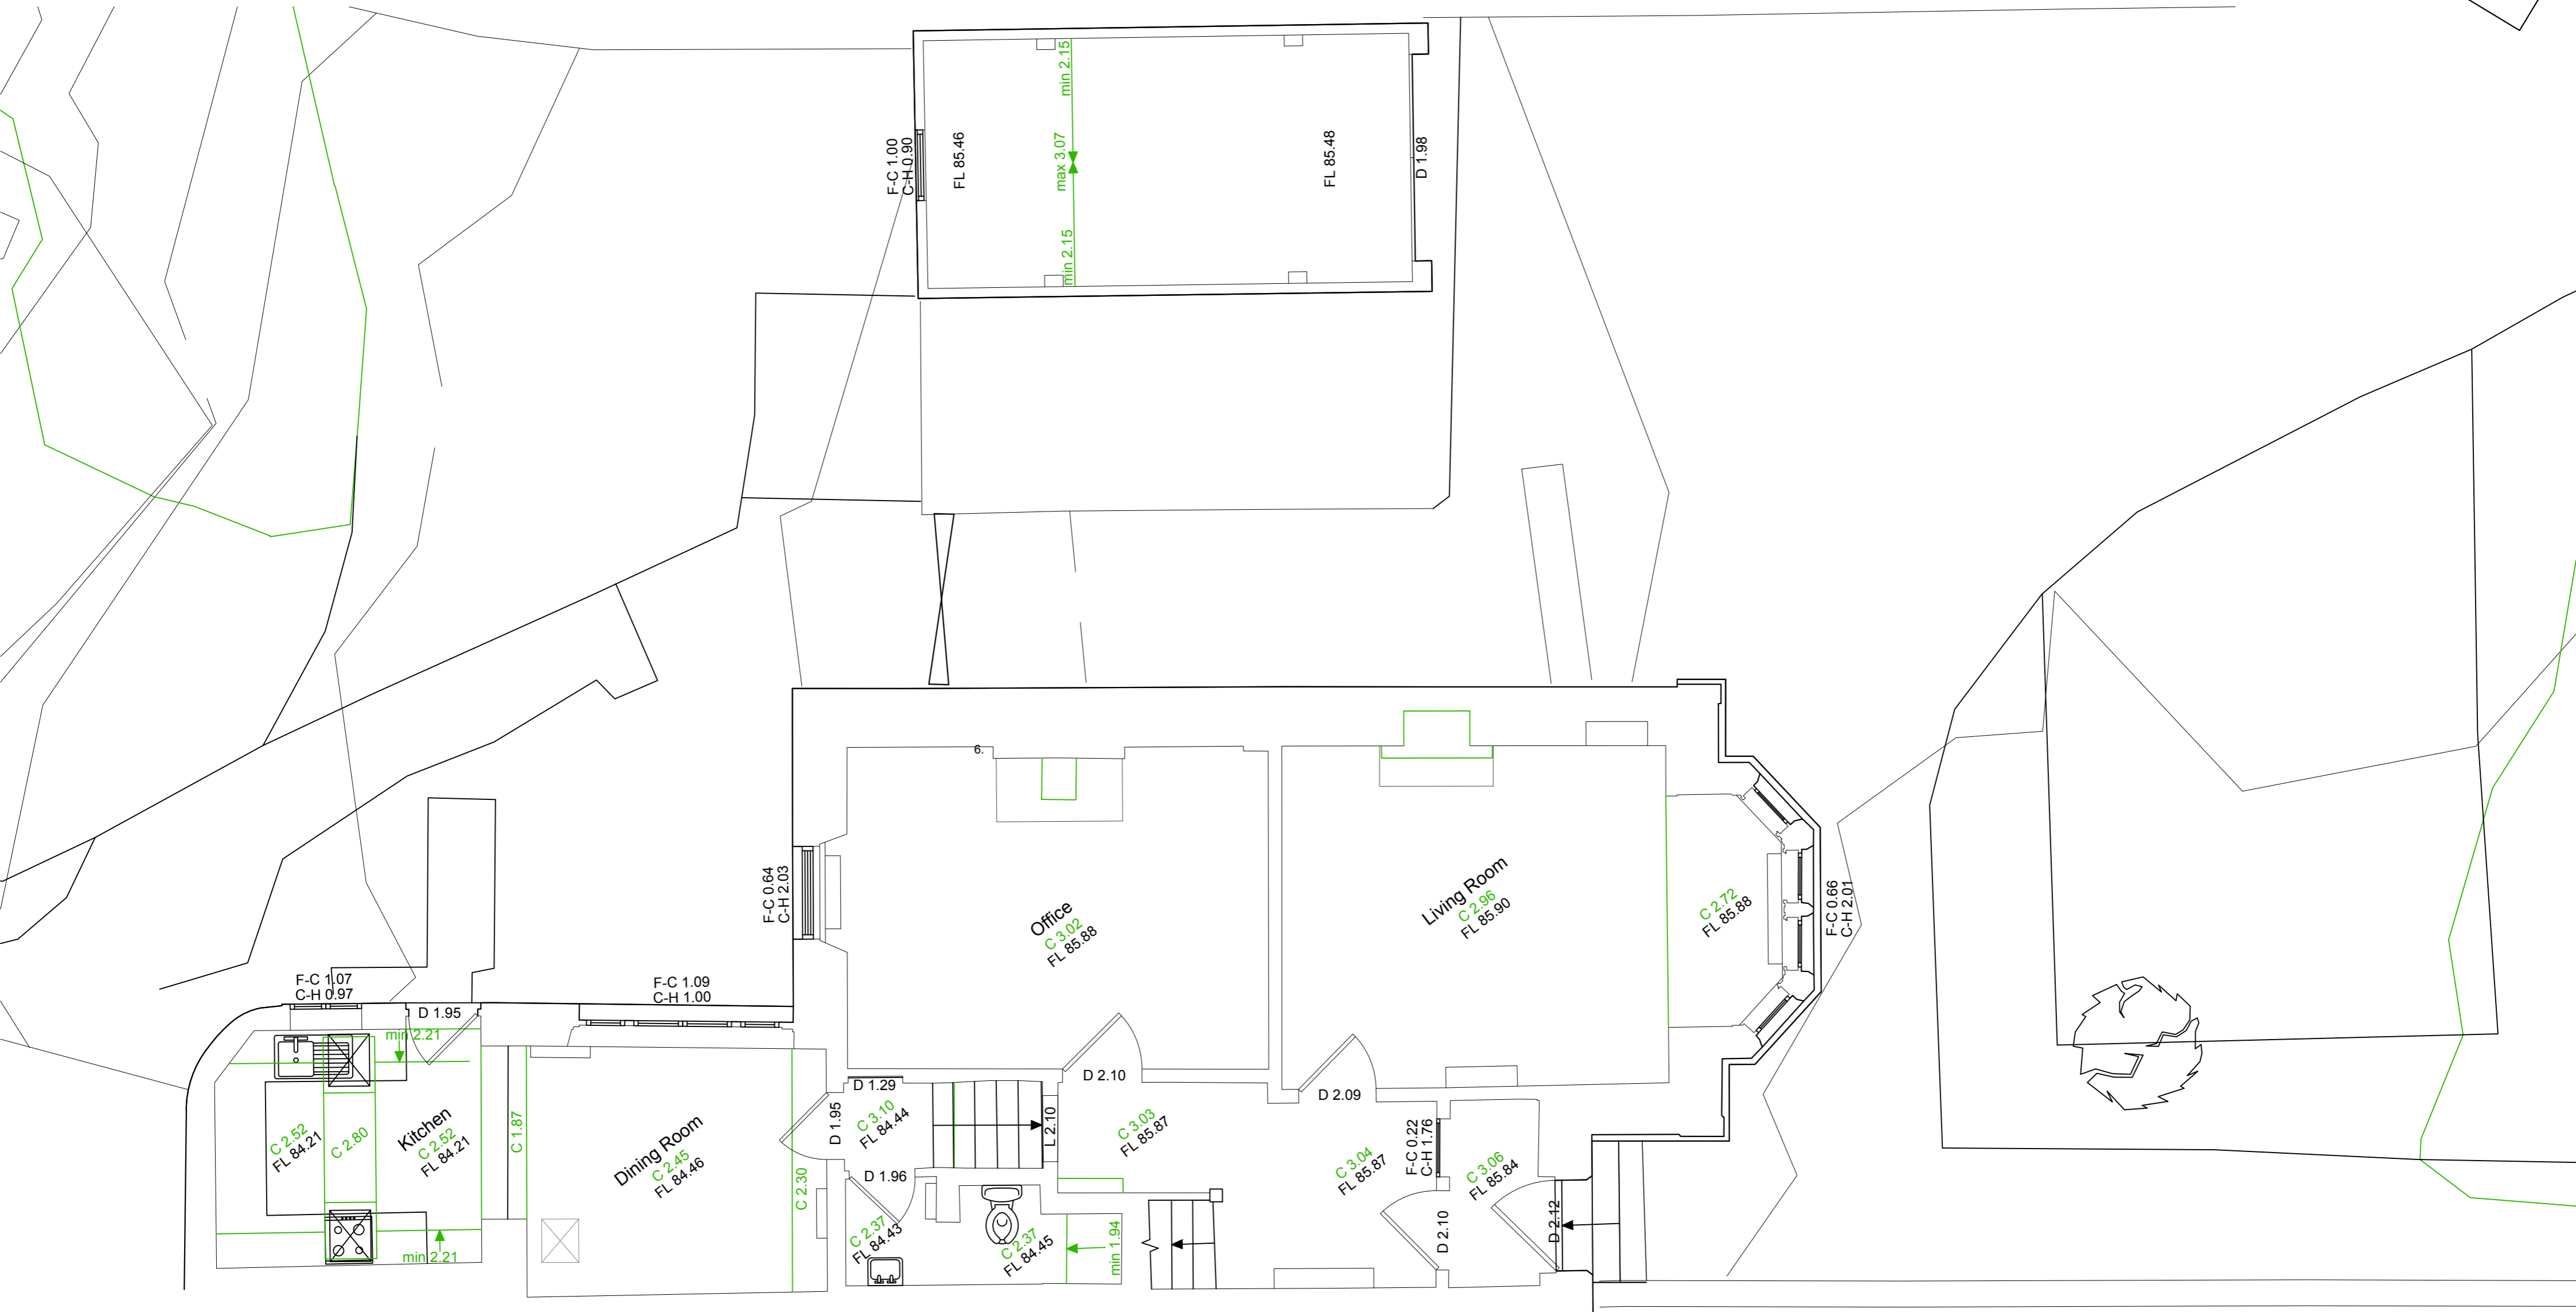 min 2.15
max 3.07
min 2.15
F-C 1.00
C-H 0.90
FL 85.46
FL 85.48
D 1.98
6.
F-C 0.64
C-H 2.03
Office
C 3.02
FL 85.88
Living Room
C 2.96
FL 85.90
C 2.72
FL 85.88
F-C 0.66
C-H 2.01
F-C 1.07
C-H 0.97
D 1.95
min 2.21
F-C 1.09
C-H 1.00
C 2.52
FL 84.21
C 2.80
Kitchen
C 2.52
FL 84.21
min 2.21
C 1.87
Dining Room
C 2.45
FL 84.46
C 2.30
D 1.95
D 1.29
C 3.10
FL 84.44
D 1.96
L 2.10
D 2.10
C 3.03
FL 85.87
D 2.09
C 3.04
FL 85.87
F-C 0.22
C-H 1.76
C 3.06
FL 85.84
D 2.10
D 2.12
C 2.37
FL 84.43
C 2.37
FL 84.45
min 1.94